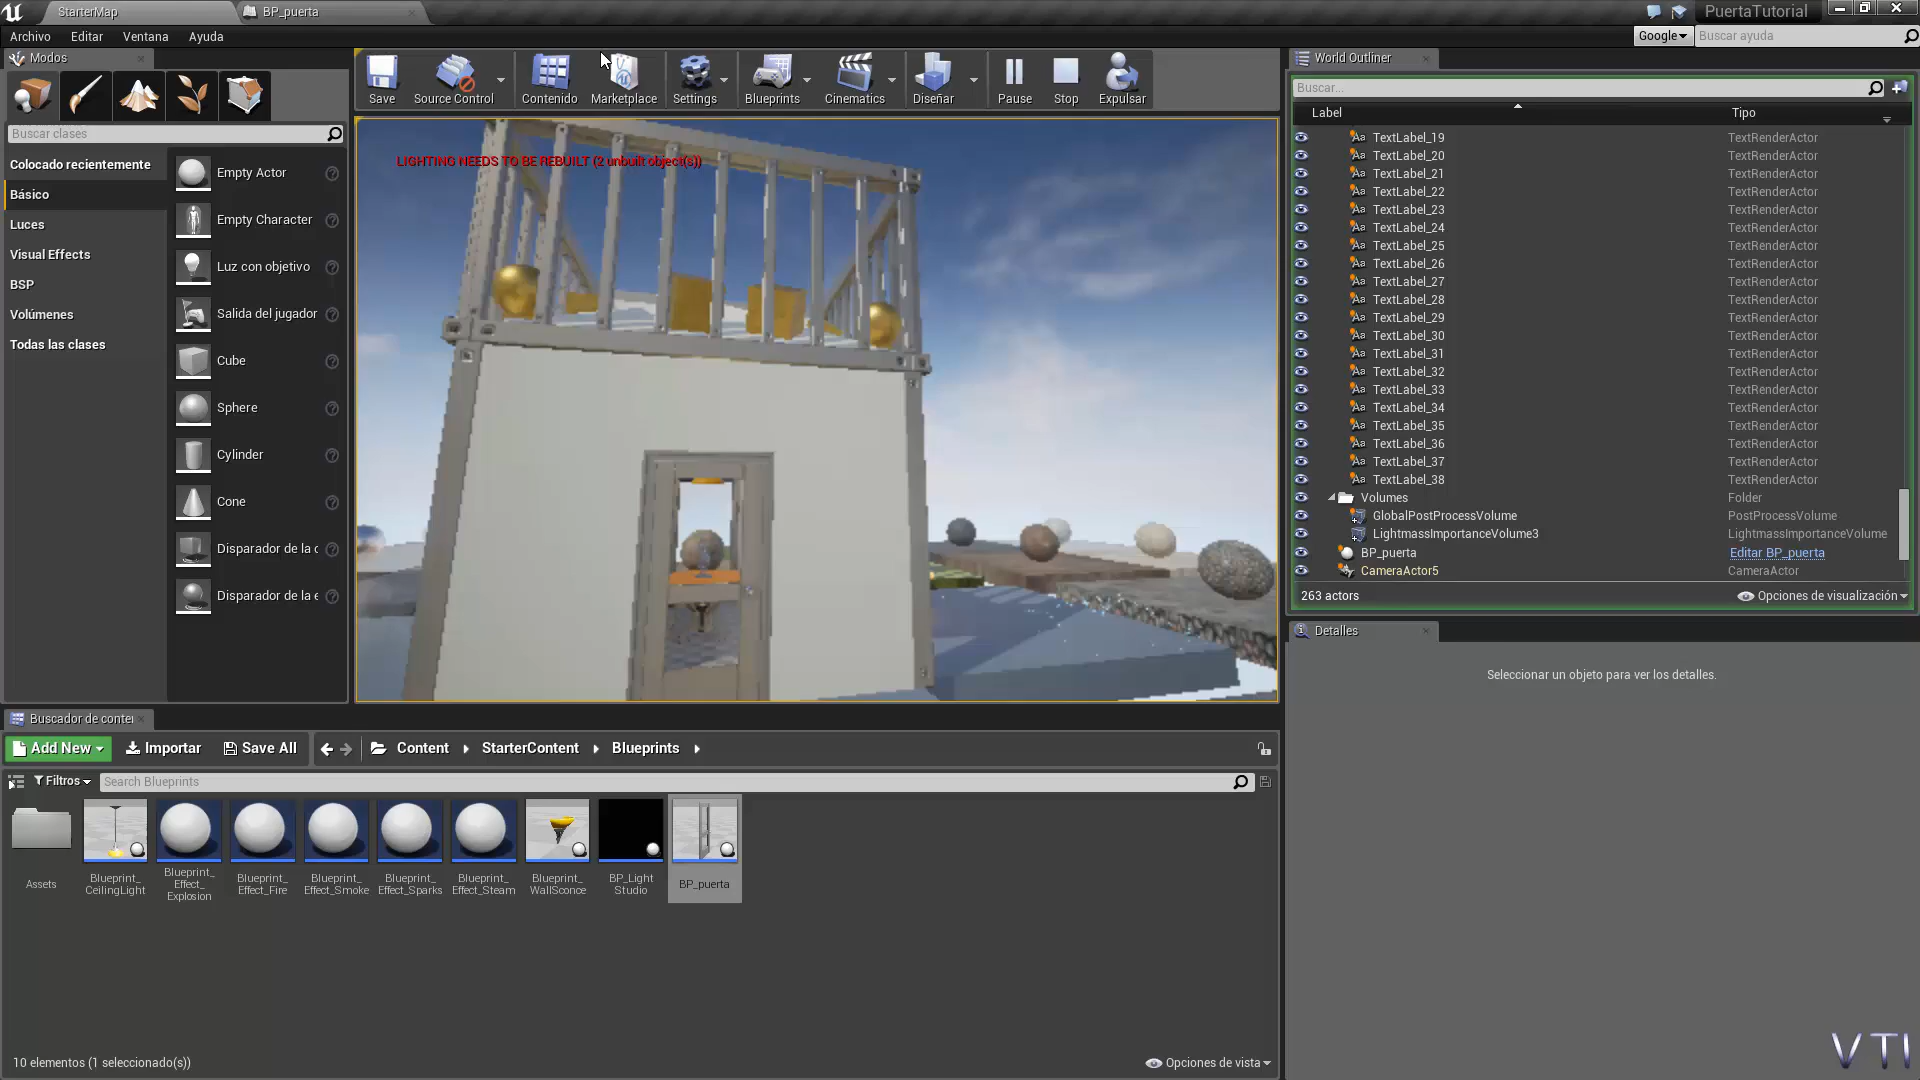 StarterMap
BP_puerta
PuertaTutorial
Archivo
Editar
Ventana
Ayuda
Google
Buscar ayuda
Modos
Buscar clases
Colocado recientemente
Básico
Luces
Visual Effects
BSP
Volúmenes
Todas las clases
Empty Actor
Empty Character
Luz con objetivo
Salida del jugador
Cube
Sphere
Cylinder
Cone
Disparador de la c
Disparador de la e
Save
Source Control
Contenido
Marketplace
Settings
Blueprints
Cinematics
Diseñar
Pause
Stop
Expulsar
LIGHTING NEEDS TO BE REBUILT (2 unbuilt object(s))
World Outliner
Buscar...
Label
Tipo
TextLabel_19 TextRenderActor
TextLabel_20 TextRenderActor
TextLabel_21 TextRenderActor
TextLabel_22 TextRenderActor
TextLabel_23 TextRenderActor
TextLabel_24 TextRenderActor
TextLabel_25 TextRenderActor
TextLabel_26 TextRenderActor
TextLabel_27 TextRenderActor
TextLabel_28 TextRenderActor
TextLabel_29 TextRenderActor
TextLabel_30 TextRenderActor
TextLabel_31 TextRenderActor
TextLabel_32 TextRenderActor
TextLabel_33 TextRenderActor
TextLabel_34 TextRenderActor
TextLabel_35 TextRenderActor
TextLabel_36 TextRenderActor
TextLabel_37 TextRenderActor
TextLabel_38 TextRenderActor
Volumes Folder
GlobalPostProcessVolume PostProcessVolume
LightmassImportanceVolume3 LightmassImportanceVolume
BP_puerta Editar BP_puerta
CameraActor5 CameraActor
263 actors
Opciones de visualización
Detalles
Seleccionar un objeto para ver los detalles.
Buscador de conte
Add New
Importar
Save All
Content
StarterContent
Blueprints
Filtros
Search Blueprints
Assets
Blueprint_
CeilingLight
Blueprint_
Effect_
Explosion
Blueprint_
Effect_Fire
Blueprint_
Effect_Smoke
Blueprint_
Effect_Sparks
Blueprint_
Effect_Steam
Blueprint_
WallSconce
BP_Light
Studio
BP_puerta
10 elementos (1 seleccionado(s))
Opciones de vista
VTI